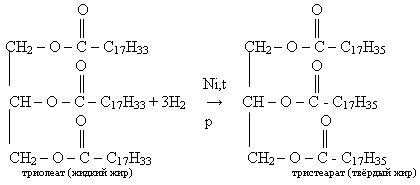 O O
CH₂ – O – C – C₁₇H₃₃ CH₂ – O – C – C₁₇H₃₅
O O
CH – O – C – C₁₇H₃₃ + 3H₂ Ni,t → p CH – O – C - C₁₇H₃₅
O O
CH₂ – O – C – C₁₇H₃₃ CH₂ – O – C - C₁₇H₃₅
триолеат (жидкий жир) тристеарат (твёрдый жир)